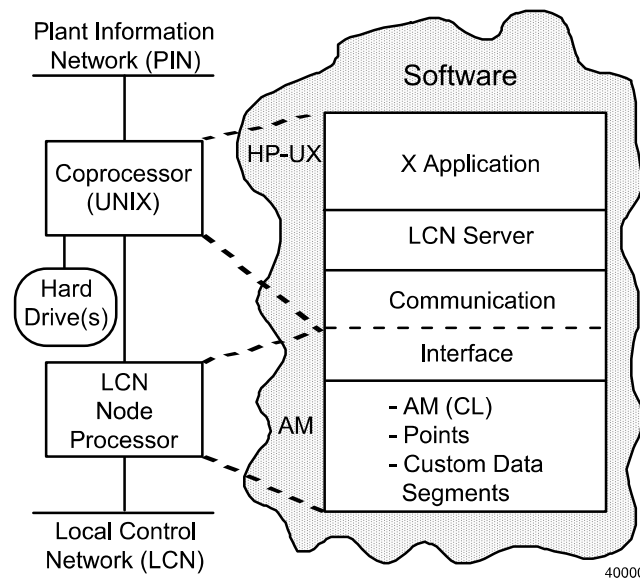 Plant Information
Network (PIN)
Coprocessor
(UNIX)
Hard
Drive(s)
LCN
Node
Processor
Local Control
Network (LCN)
Software
HP-UX
X Application
LCN Server
Communication
Interface
AM
- AM (CL)
- Points
- Custom Data
Segments
40000